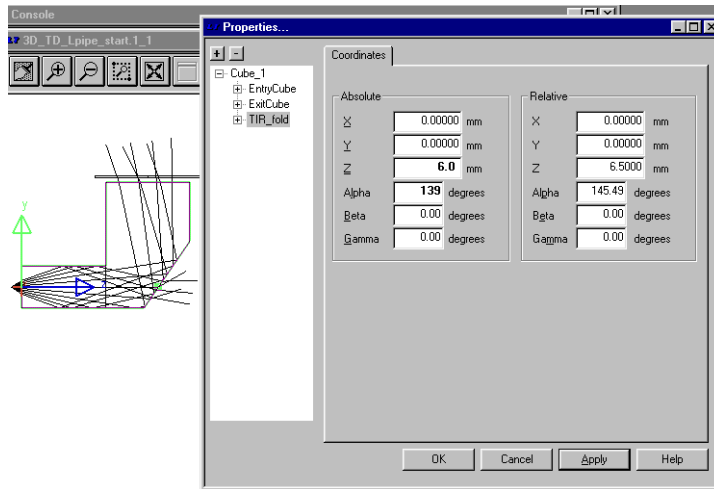 Console
3D_TD_Lpipe_start.1_1
y
Properties...
+ -
Cube_1
EntryCube
ExitCube
TIR_fold
Coordinates
Absolute
X 0.00000 mm
Y 0.00000 mm
Z 6.0 mm
Alpha 139 degrees
Beta 0.00 degrees
Gamma 0.00 degrees
Relative
X 0.00000 mm
Y 0.00000 mm
Z 6.5000 mm
Alpha 145.49 degrees
Beta 0.00 degrees
Gamma 0.00 degrees
OK Cancel Apply Help